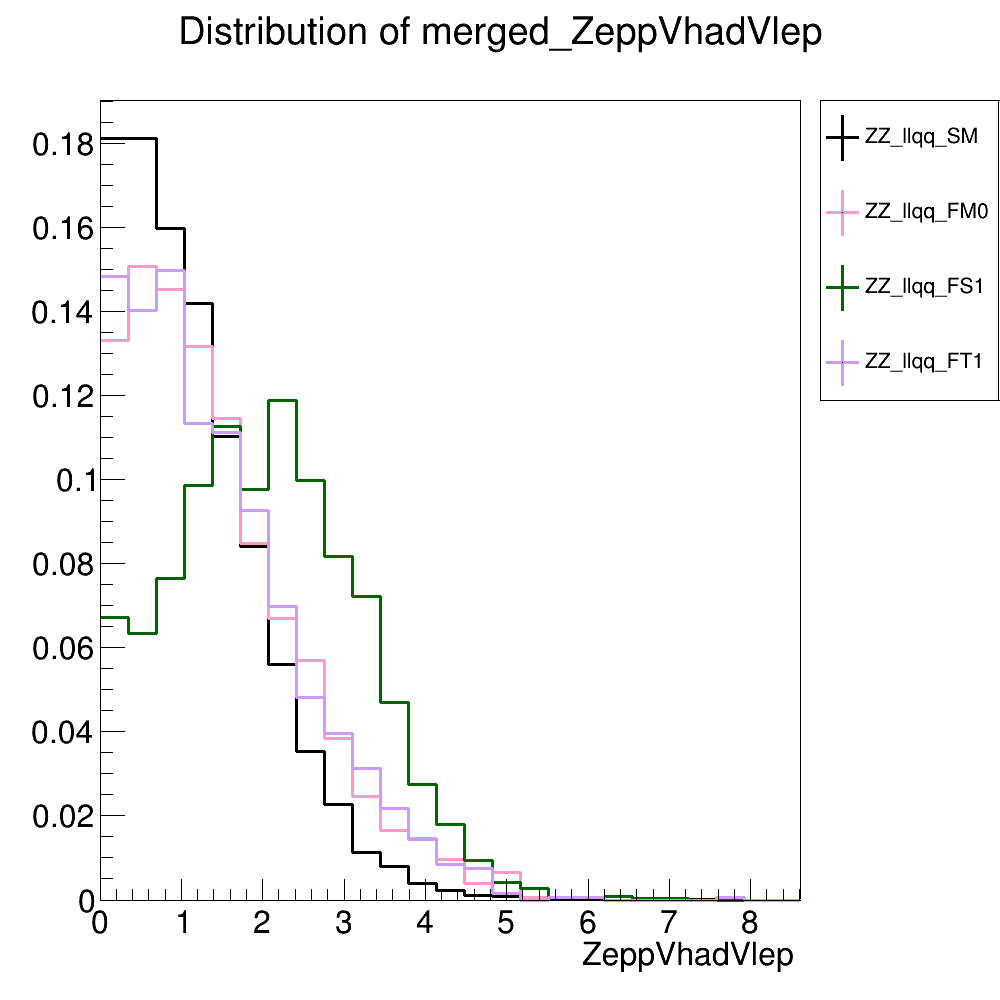 Distribution of merged_ZeppVhadVlep
ZZ_llqq_SM
ZZ_llqq_FM0
ZZ_llqq_FS1
ZZ_llqq_FT1
0.18
0.16
0.14
0.12
0.1
0.08
0.06
0.04
0.02
0
0 1 2 3 4 5 6 7 8
ZeppVhadVlep